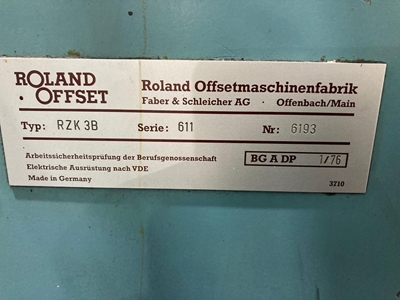 ROLAND
· OFFSET
Roland Offsetmaschinenfabrik
Faber & Schleicher AG · Offenbach/Main
Typ: RZK 3B Serie: 611 Nr: 6193
Arbeitssicherheitsprüfung der Berufsgenossenschaft
Elektrische Ausrüstung nach VDE
Made in Germany
BG A DP 1/76
3710